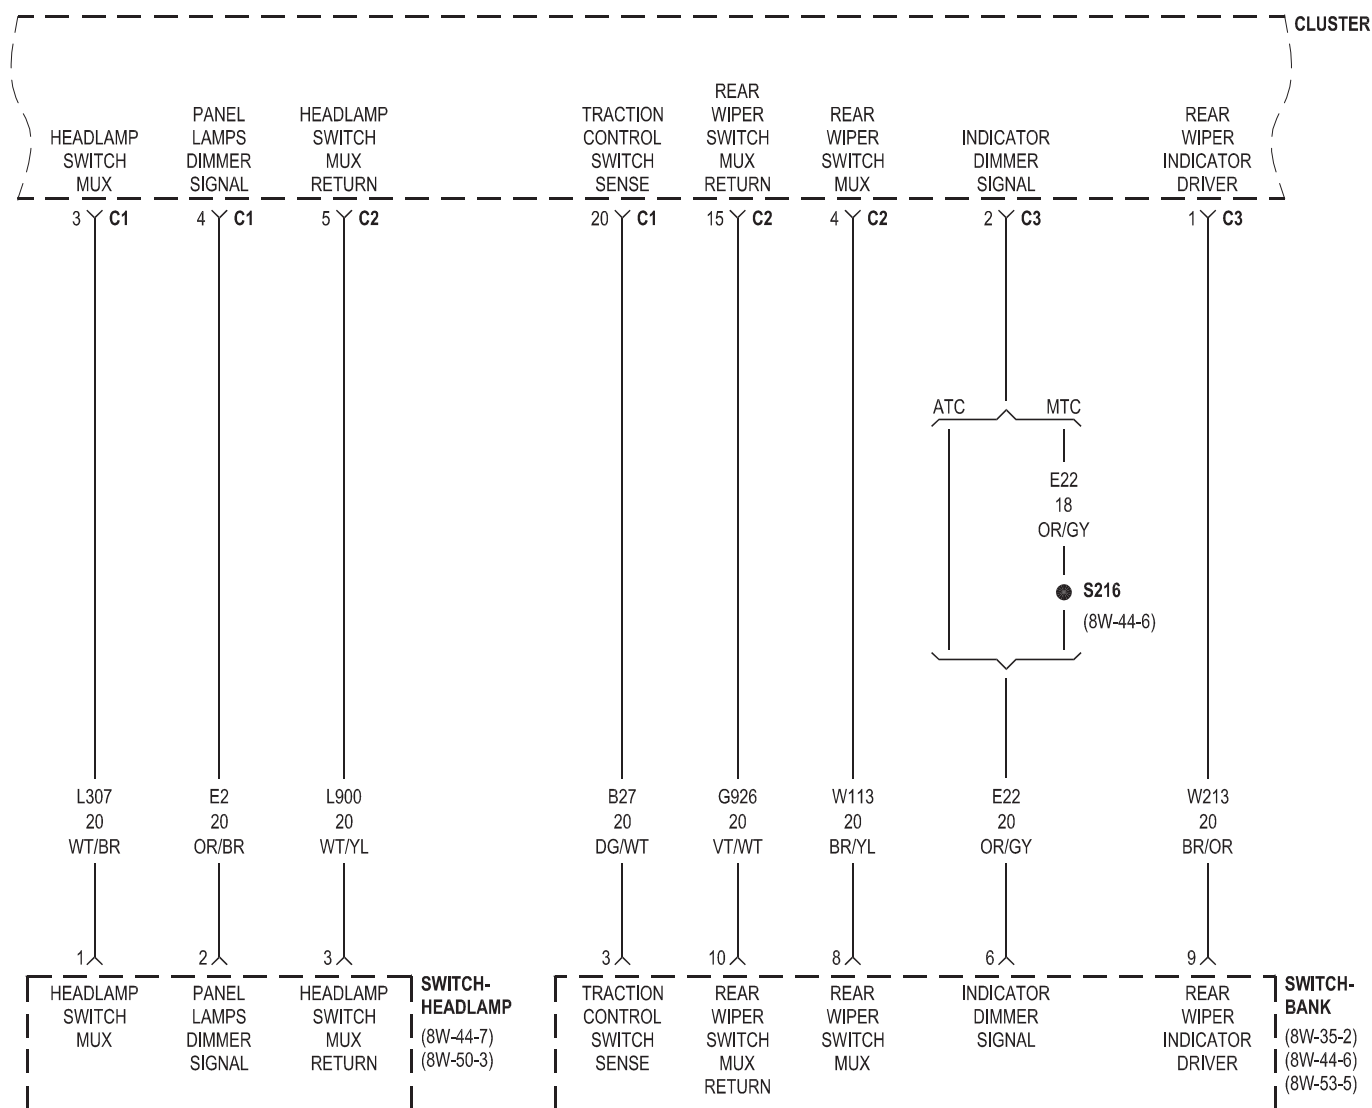 CLUSTER
HEADLAMP
SWITCH
MUX
PANEL
LAMPS
DIMMER
SIGNAL
HEADLAMP
SWITCH
MUX
RETURN
TRACTION
CONTROL
SWITCH
SENSE
REAR
WIPER
SWITCH
MUX
RETURN
REAR
WIPER
SWITCH
MUX
INDICATOR
DIMMER
SIGNAL
REAR
WIPER
INDICATOR
DRIVER
3 C1
4 C1
5 C2
20 C1
15 C2
4 C2
2 C3
1 C3
ATC
MTC
E22
18
OR/GY
S216
(8W-44-6)
L307
20
WT/BR
E2
20
OR/BR
L900
20
WT/YL
B27
20
DG/WT
G926
20
VT/WT
W113
20
BR/YL
E22
20
OR/GY
W213
20
BR/OR
1
2
3
3
10
8
6
9
HEADLAMP
SWITCH
MUX
PANEL
LAMPS
DIMMER
SIGNAL
HEADLAMP
SWITCH
MUX
RETURN
SWITCH-
HEADLAMP
(8W-44-7)
(8W-50-3)
TRACTION
CONTROL
SWITCH
SENSE
REAR
WIPER
SWITCH
MUX
RETURN
REAR
WIPER
SWITCH
MUX
INDICATOR
DIMMER
SIGNAL
REAR
WIPER
INDICATOR
DRIVER
SWITCH-
BANK
(8W-35-2)
(8W-44-6)
(8W-53-5)